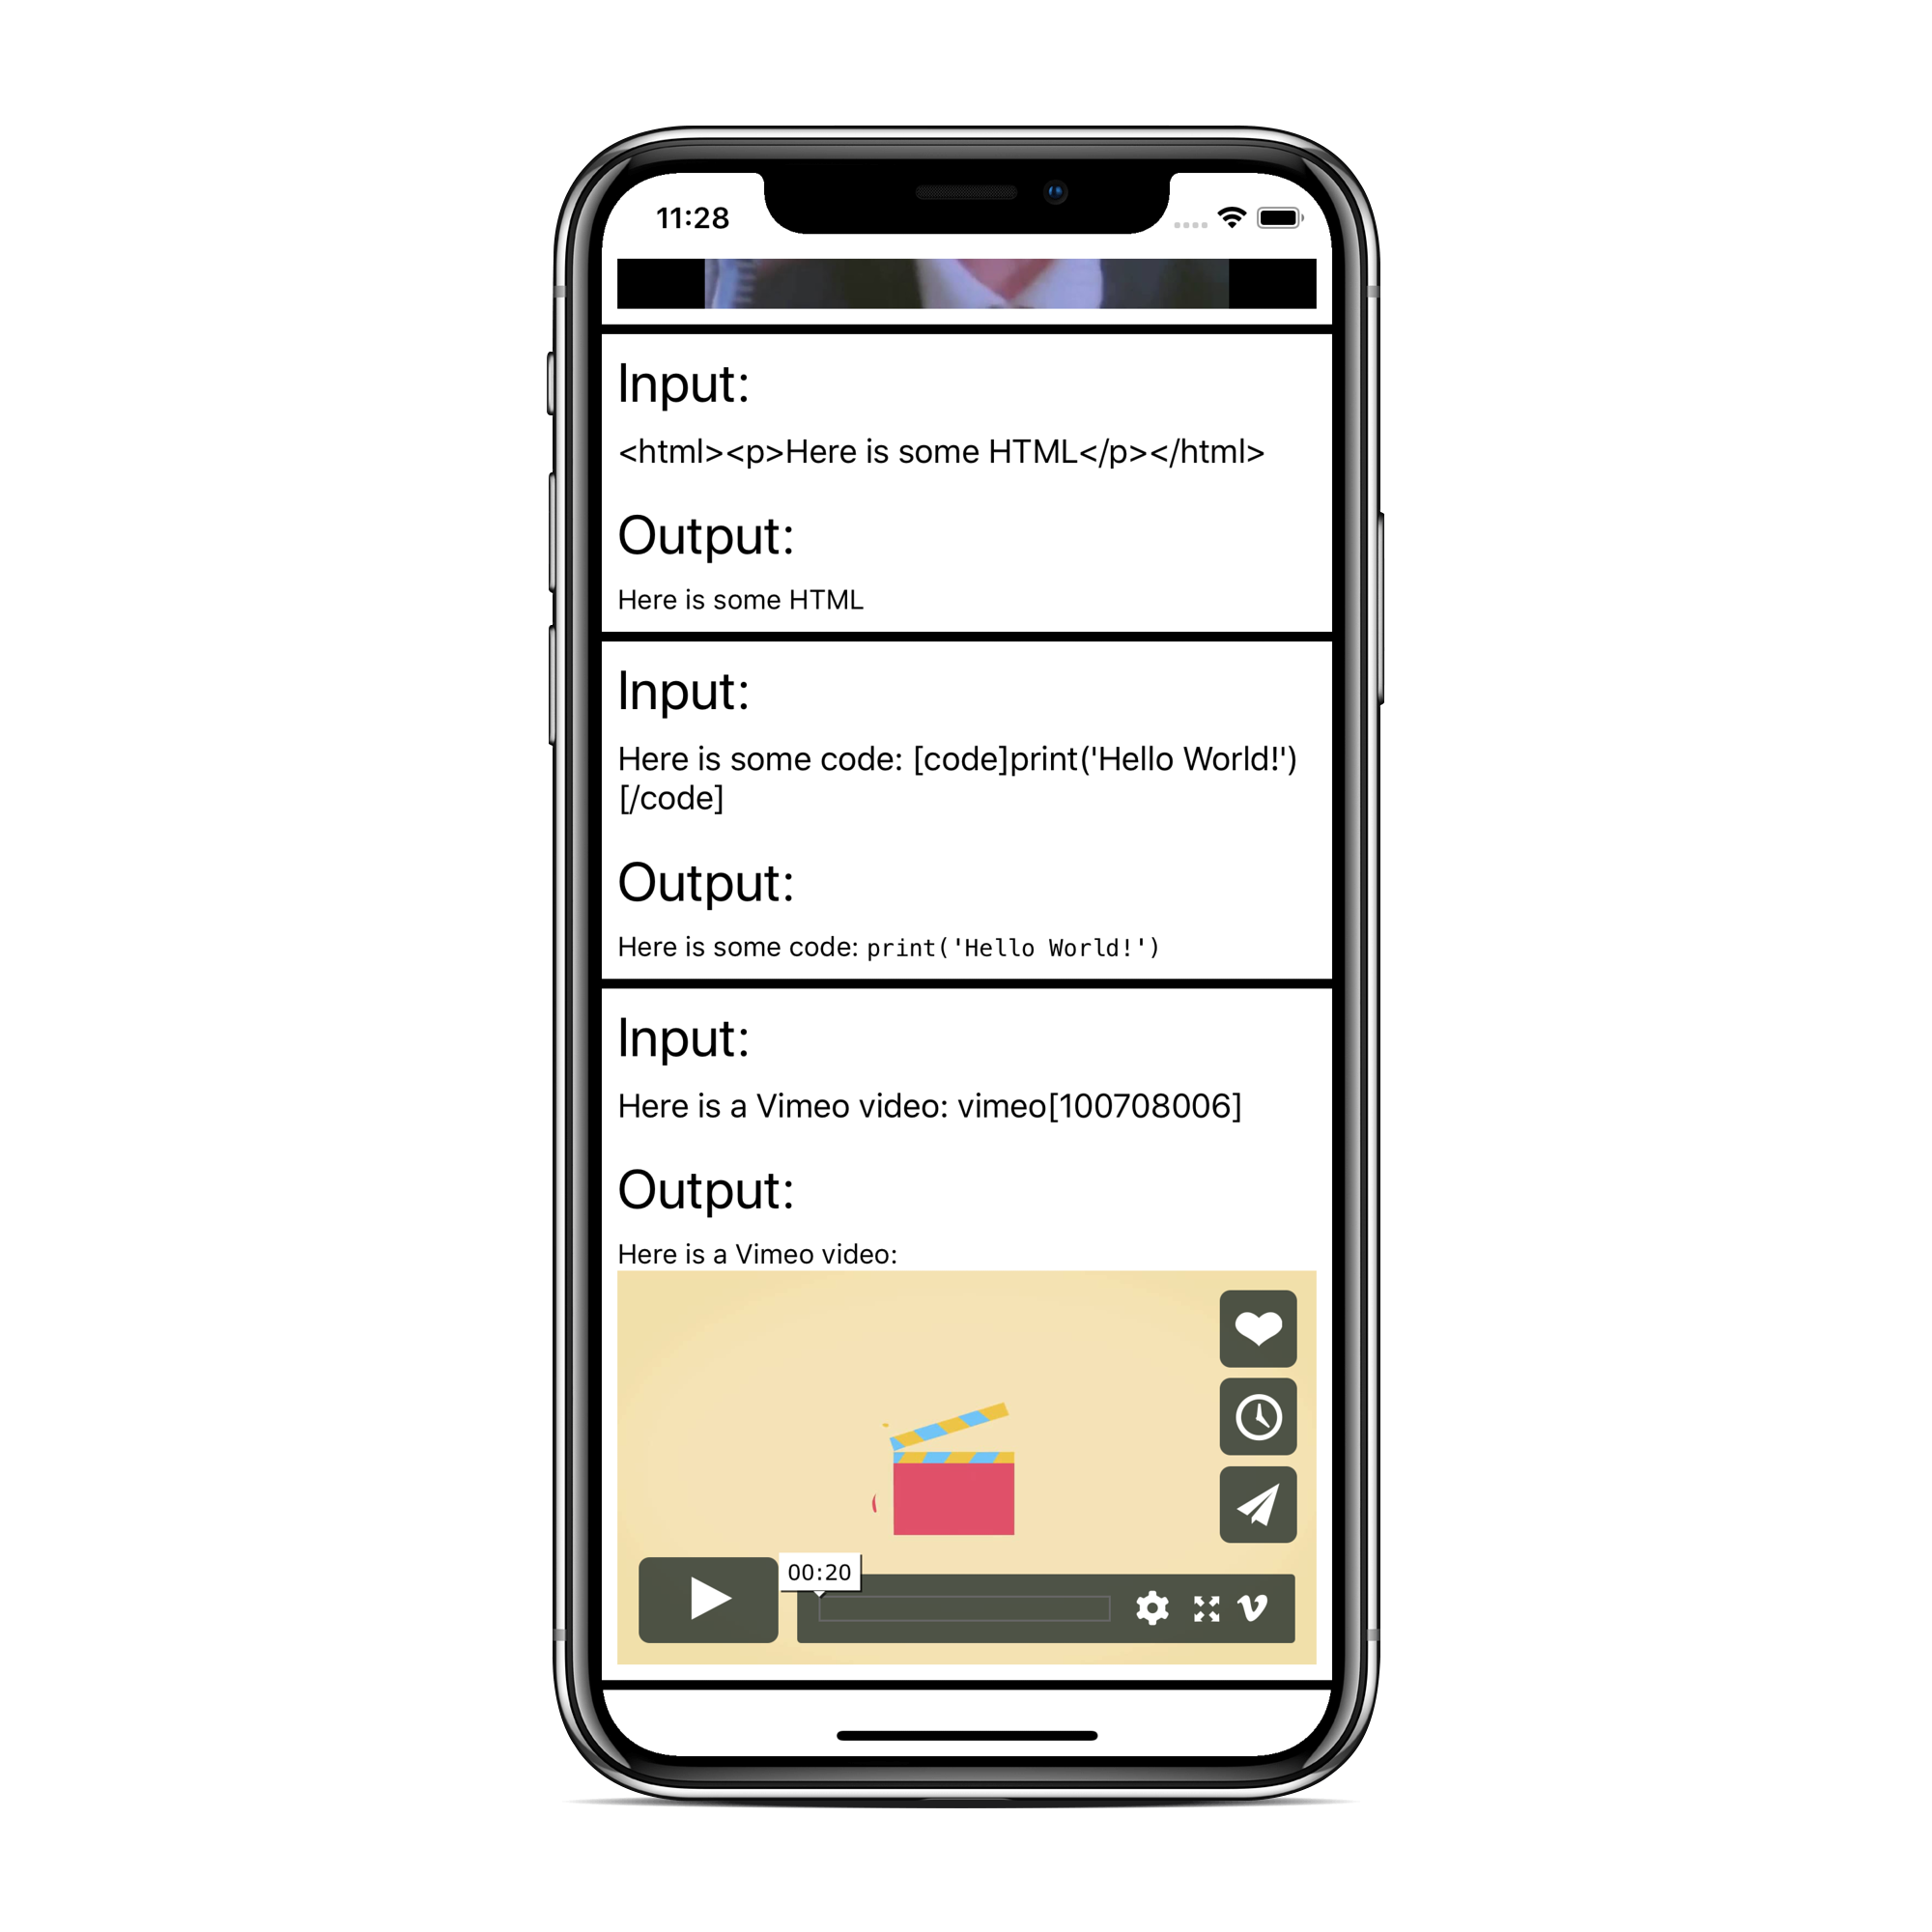 11:28
Input:
<html><p>Here is some HTML</p></html>
Output:
Here is some HTML
Input:
Here is some code: [code]print('Hello World!')
[/code]
Output:
Here is some code: print('Hello World!')
Input:
Here is a Vimeo video: vimeo[100708006]
Output:
Here is a Vimeo video:
00:20